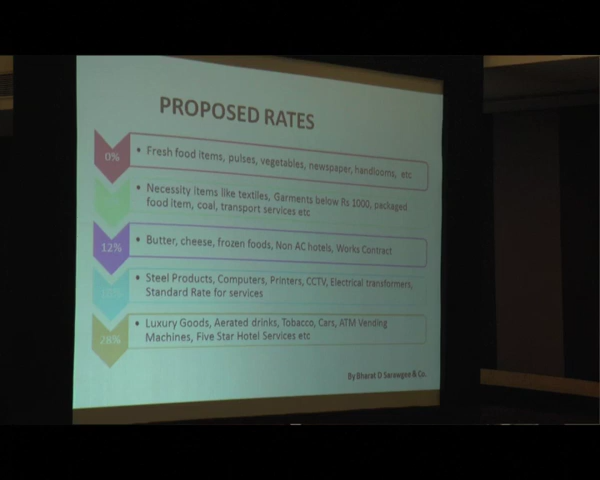 PROPOSED RATES
0%
• Fresh food items, pulses, vegetables, newspaper, handlooms, etc
• Necessity items like textiles, Garments below Rs 1000, packaged
food item, coal, transport services etc
12%
• Butter, cheese, frozen foods, Non AC hotels, Works Contract
• Steel Products, Computers, Printers, CCTV, Electrical transformers,
Standard Rate for services
28%
• Luxury Goods, Aerated drinks, Tobacco, Cars, ATM Vending
Machines, Five Star Hotel Services etc
By Bharat D Sarawgee & Co.